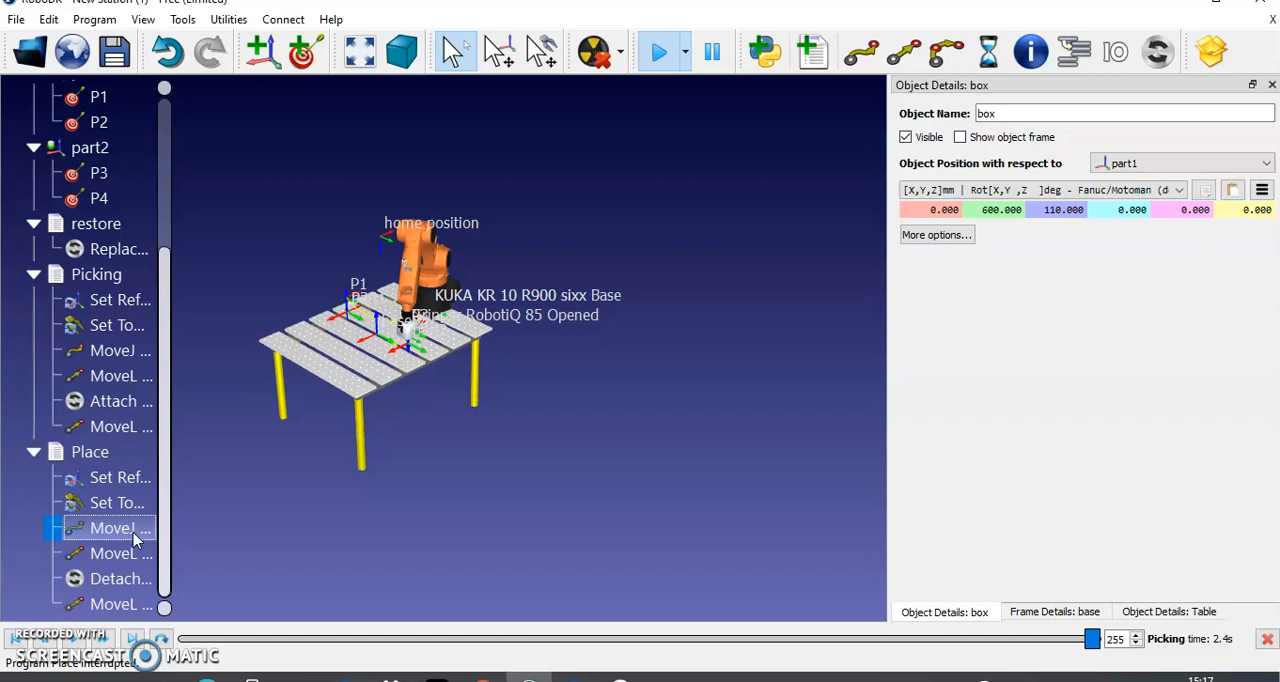 RoboDK - New Station (1) - Free (Limited)
File Edit Program View Tools Utilities Connect Help
X
IO
P1
P2
part2
P3
P4
restore
Replac...
Picking
Set Ref...
Set To...
MoveJ ...
MoveL ...
Attach ...
MoveL ...
Place
Set Ref...
Set To...
MoveJ ...
MoveL ...
Detach...
MoveL ...
home position
P1
KUKA KR 10 R900 sixx Base
RobotiQ 85 Opened
Object Details: box
Object Name: box
Visible Show object frame
Object Position with respect to part1
[X,Y,Z]mm | Rot[X,Y ,Z ]deg - Fanuc/Motoman (d
0.000 600.000 110.000 0.000 0.000 0.000
More options...
Object Details: box Frame Details: base Object Details: Table
255 Picking time: 2.4s
RECORDED WITH
SCREENCAST MATIC
Program Place interrupted.
15:17